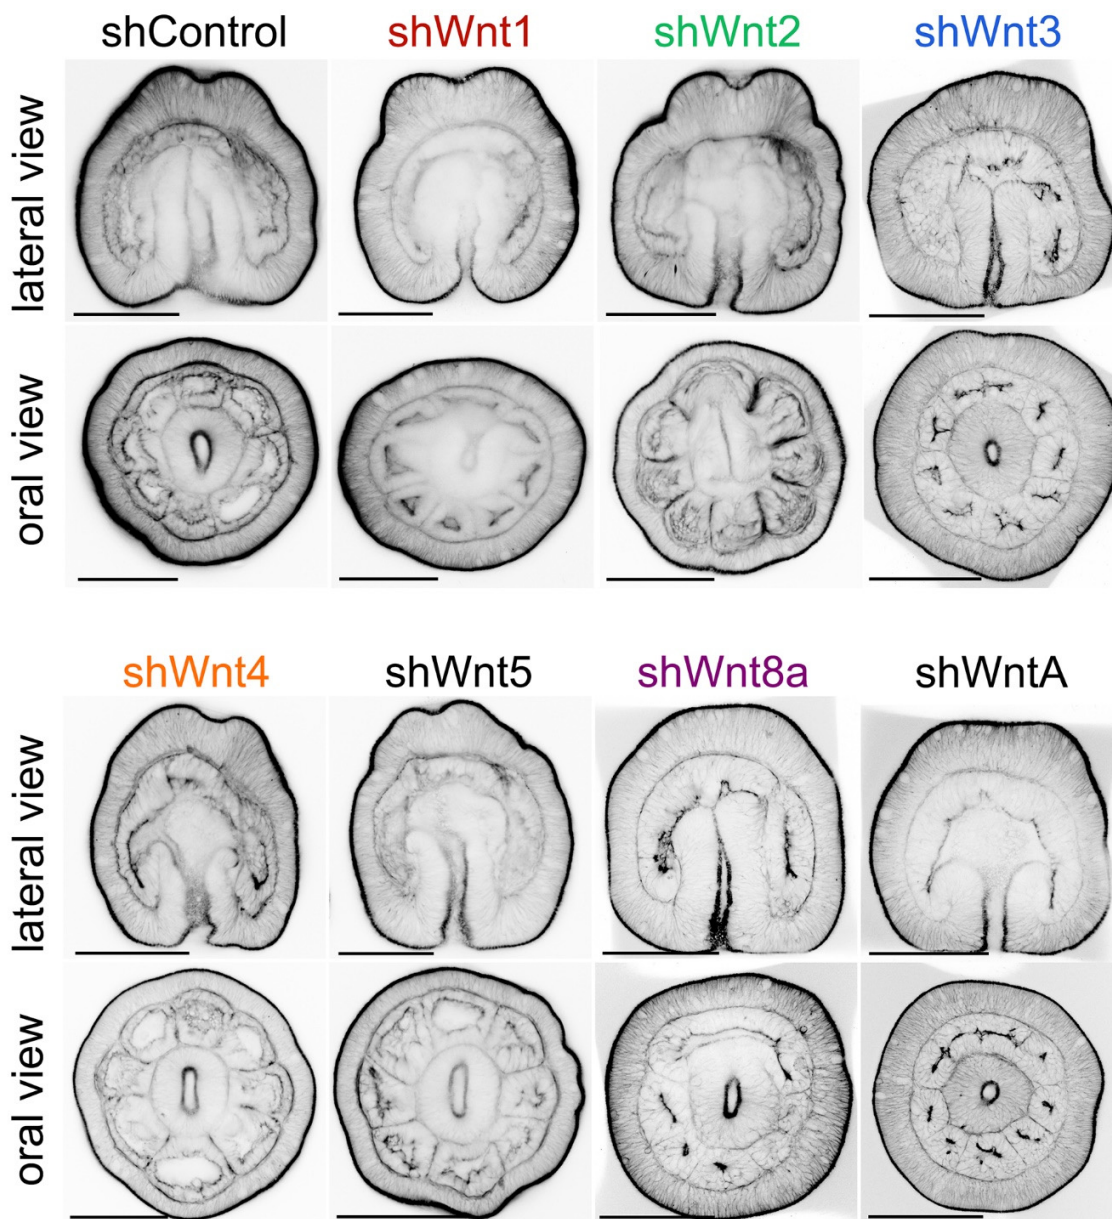 shControl shWnt1 shWnt2 shWnt3
lateral view
oral view
shWnt4 shWnt5 shWnt8a shWntA
lateral view
oral view